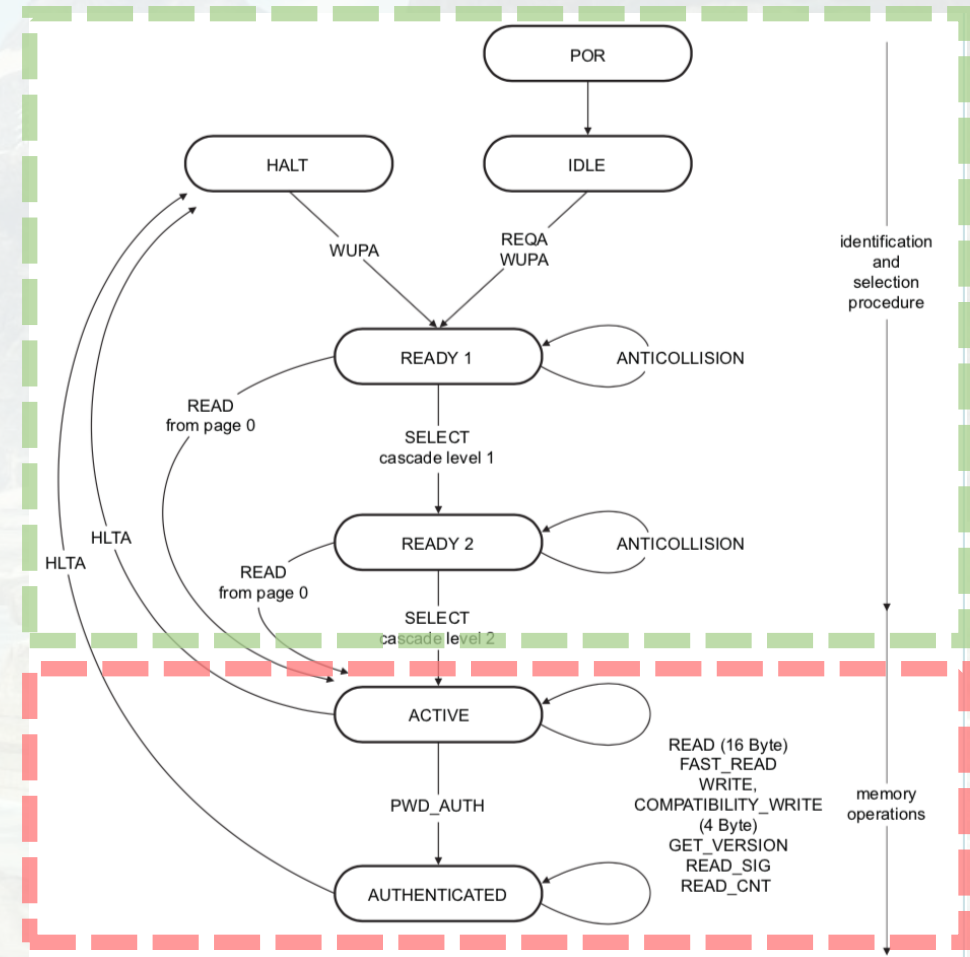 POR
HALT
IDLE
WUPA
REQA
WUPA
identification
and
selection
procedure
READY 1
ANTICOLLISION
READ
from page 0
SELECT
cascade level 1
HLTA
HLTA
READY 2
ANTICOLLISION
READ
from page 0
SELECT
cascade level 2
ACTIVE
READ (16 Byte)
FAST_READ
WRITE,
COMPATIBILITY_WRITE
(4 Byte)
GET_VERSION
READ_SIG
READ_CNT
memory
operations
PWD_AUTH
AUTHENTICATED